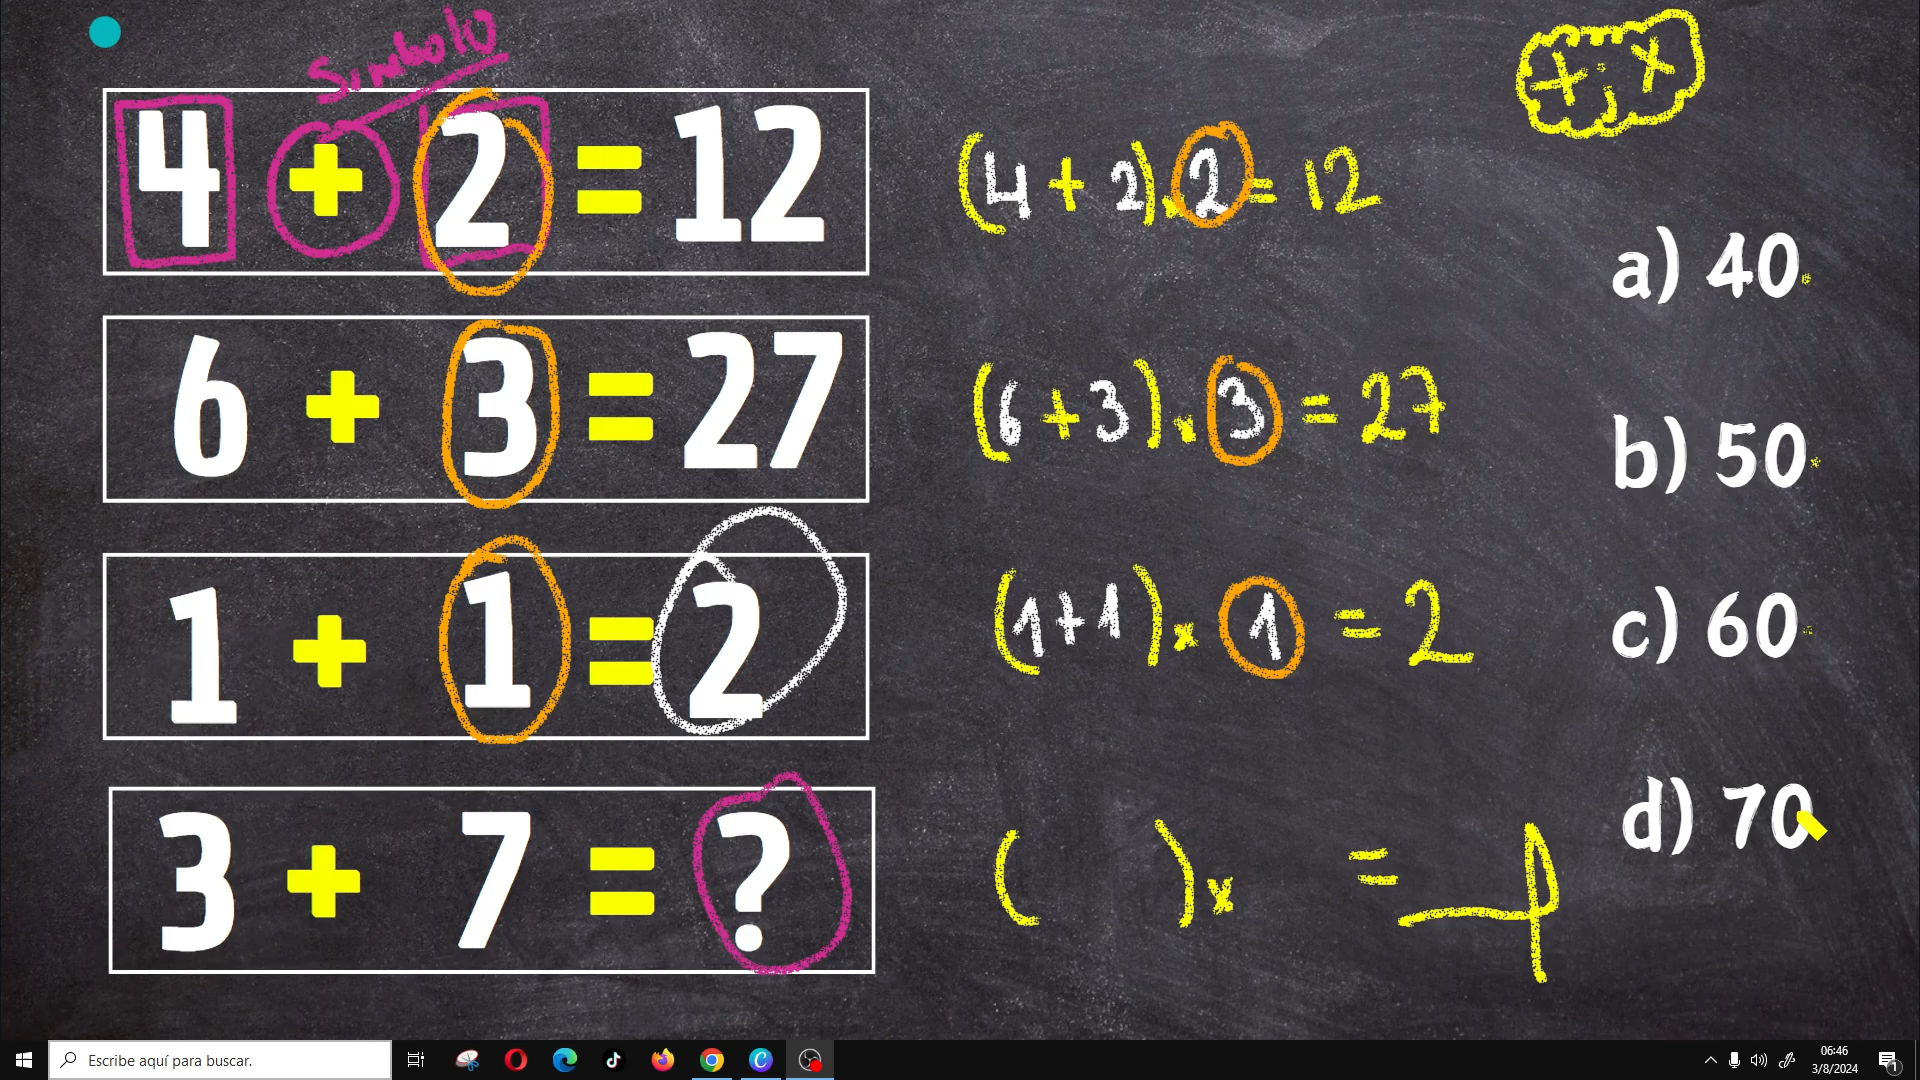 Simbolo
4 + 2 = 12
(4 + 2) x 2 = 12
+ - x
a) 40
6 + 3 = 27
(6 + 3) x 3 = 27
b) 50
1 + 1 = 2
(1+1) x 1 = 2
c) 60
3 + 7 = ?
( ) x =
d) 70
Escribe aquí para buscar.
06:46
3/8/2024
1